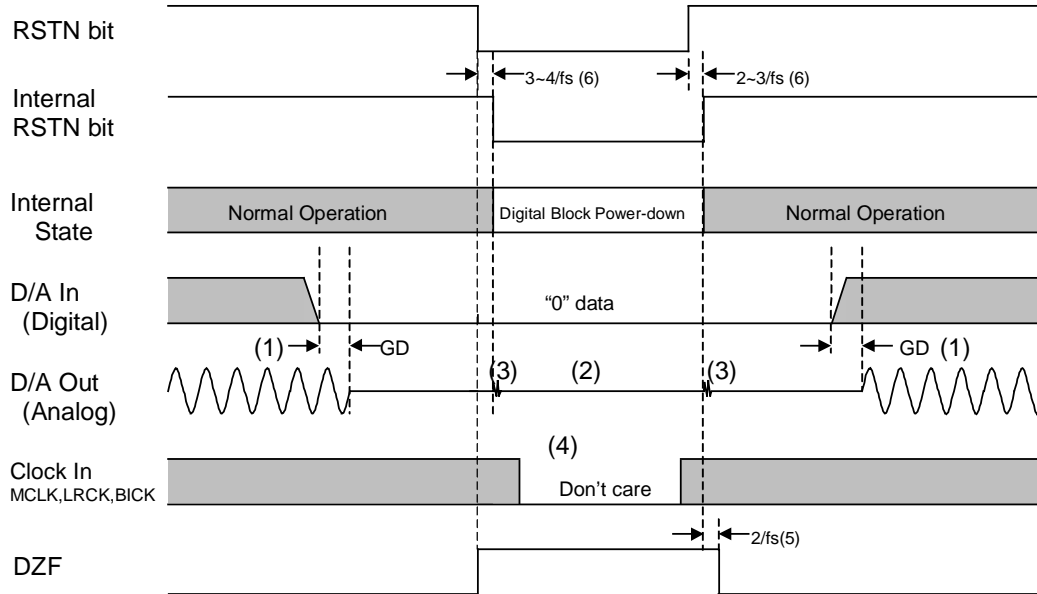 RSTN bit
3~4/fs (6)
2~3/fs (6)
Internal
RSTN bit
Internal
State
Normal Operation
Digital Block Power-down
Normal Operation
D/A In
(Digital)
“0” data
(1)
GD
GD
(1)
D/A Out
(Analog)
(3)
(2)
(3)
(4)
Clock In
MCLK,LRCK,BICK
Don’t care
2/fs(5)
DZF